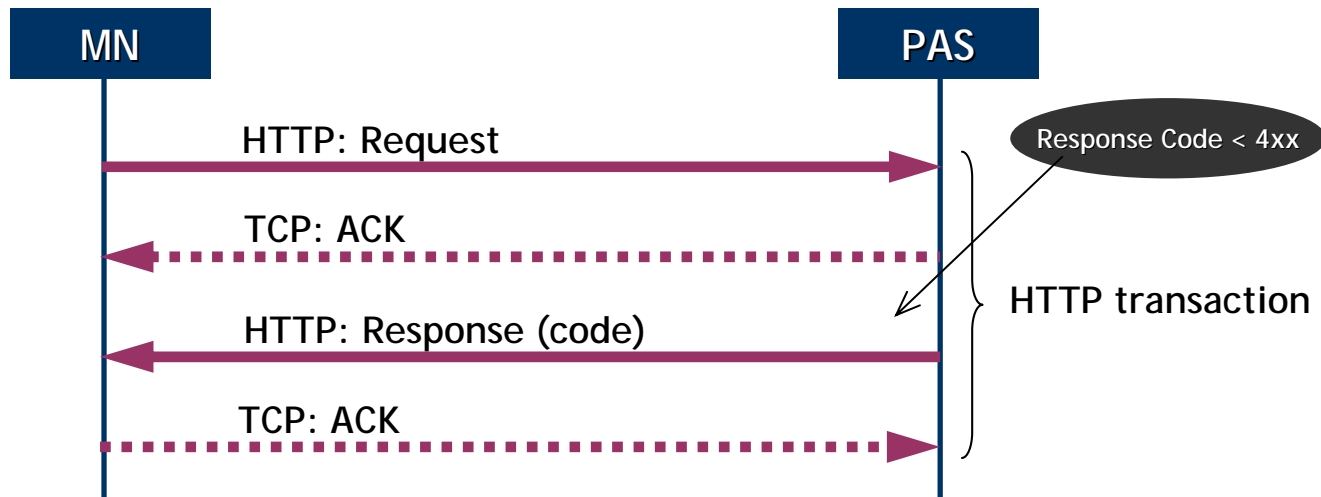 MN
PAS
HTTP: Request
Response Code < 4xx
TCP: ACK
HTTP transaction
HTTP: Response (code)
TCP: ACK